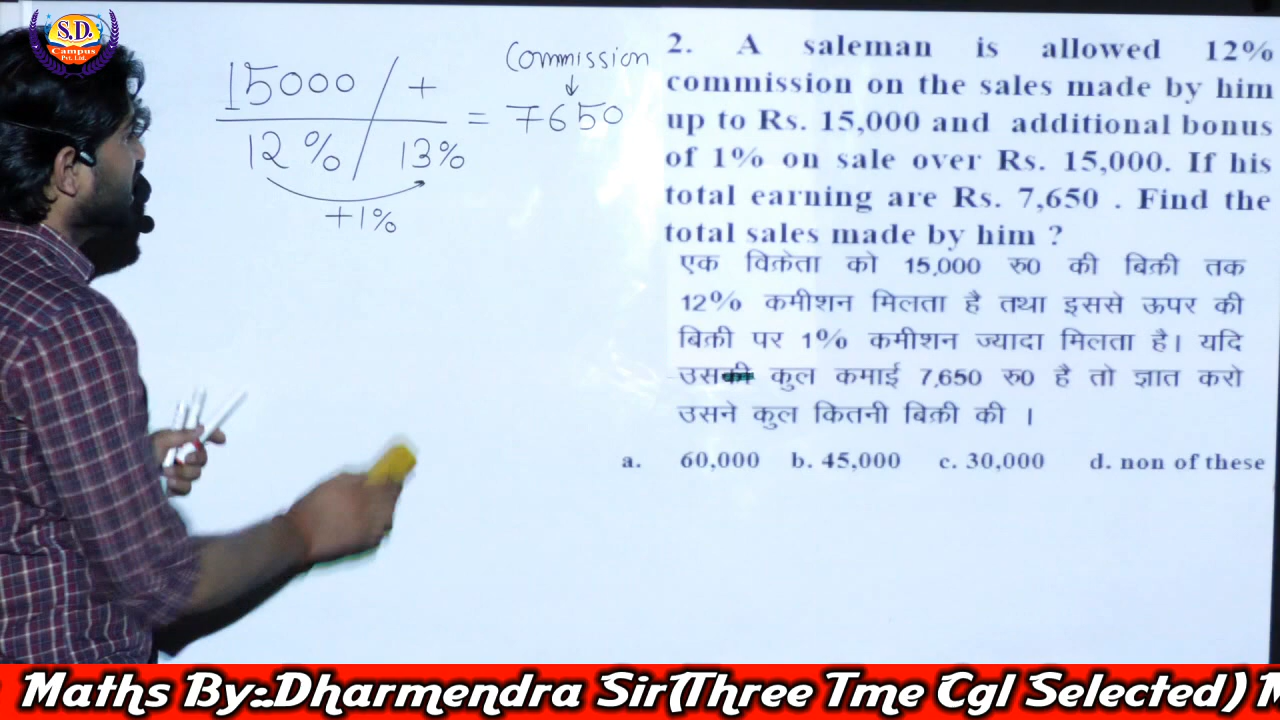 S.D.
Campus
Pvt. Ltd.
15000 / +
12% / 13%
= 7650
Commission
+1%
2. A saleman is allowed 12%
commission on the sales made by him
up to Rs. 15,000 and additional bonus
of 1% on sale over Rs. 15,000. If his
total earning are Rs. 7,650 . Find the
total sales made by him ?
एक विक्रेता को 15,000 रु0 की बिक्री तक
12% कमीशन मिलता है तथा इससे ऊपर की
बिक्री पर 1% कमीशन ज्यादा मिलता है। यदि
उसकी कुल कमाई 7,650 रु0 है तो ज्ञात करो
उसने कुल कितनी बिक्री की ।
a. 60,000 b. 45,000 c. 30,000 d. non of these
Maths By:-Dharmendra Sir(Three Tme Cgl Selected) M